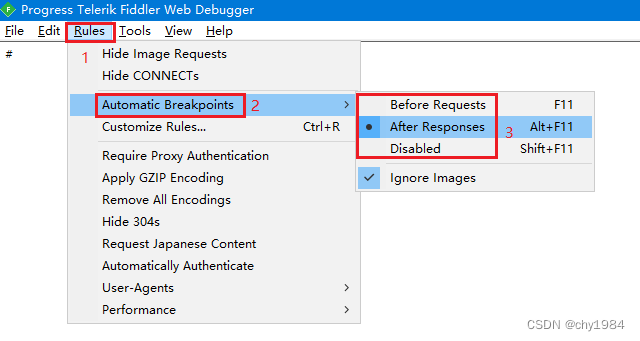 Progress Telerik Fiddler Web Debugger
File Edit Rules Tools View Help
#
1
Hide Image Requests
Hide CONNECTs
Automatic Breakpoints 2 >
Customize Rules... Ctrl+R
Require Proxy Authentication
Apply GZIP Encoding
Remove All Encodings
Hide 304s
Request Japanese Content
Automatically Authenticate
User-Agents >
Performance >
Before Requests F11
After Responses 3 Alt+F11
Disabled Shift+F11
Ignore Images
CSDN @chy1984